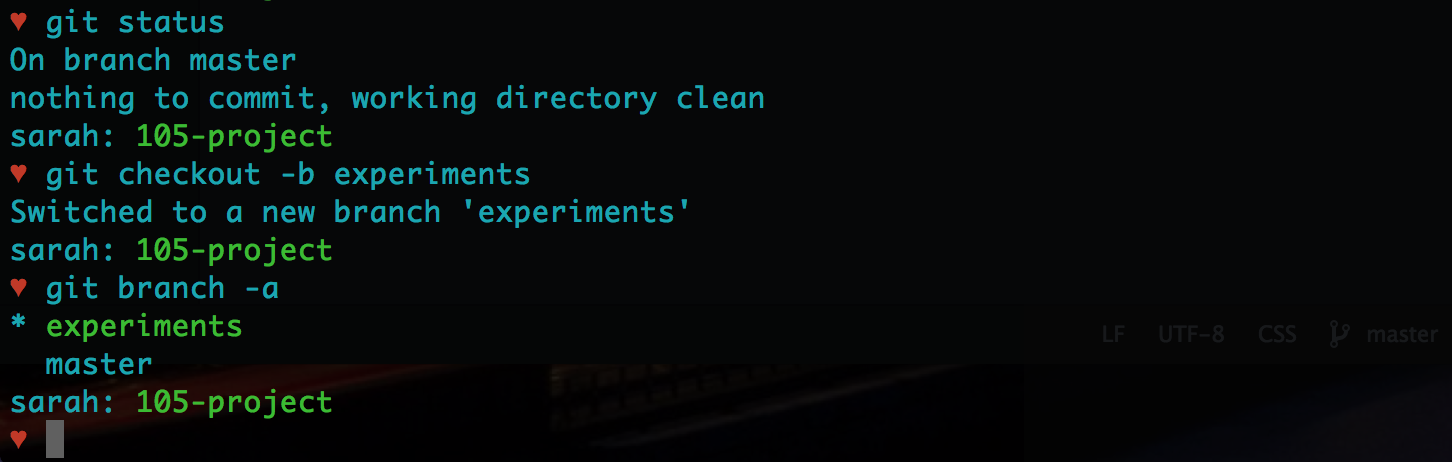 ♥ git status
On branch master
nothing to commit, working directory clean
sarah: 105-project
♥ git checkout -b experiments
Switched to a new branch 'experiments'
sarah: 105-project
♥ git branch -a
* experiments
LF UTF-8 CSS master
master
sarah: 105-project
♥